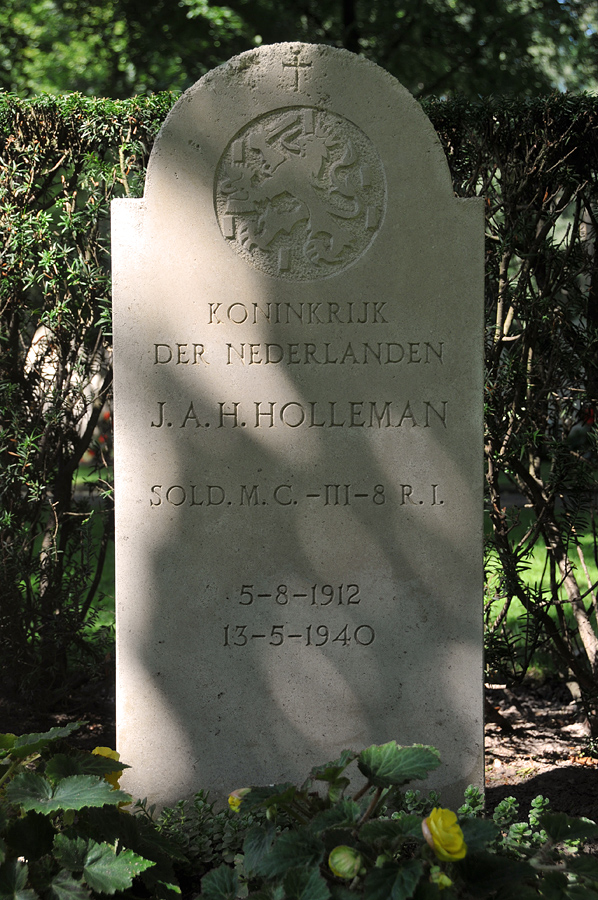 KONINKRIJK
DER NEDERLANDEN
J.A.H.HOLLEMAN
SOLD.M.C.-III-8 R.I.
5-8-1912
13-5-1940